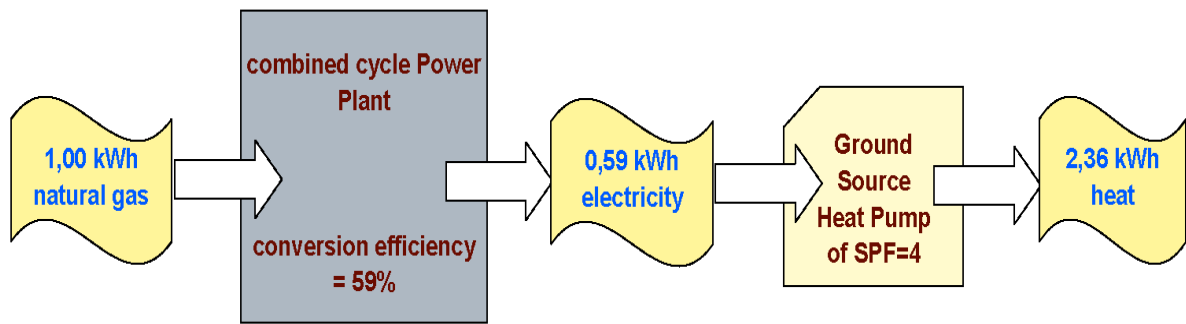 1,00 kWh
natural gas
combined cycle Power
Plant
conversion efficiency
= 59%
0,59 kWh
electricity
Ground
Source
Heat Pump
of SPF=4
2,36 kWh
heat